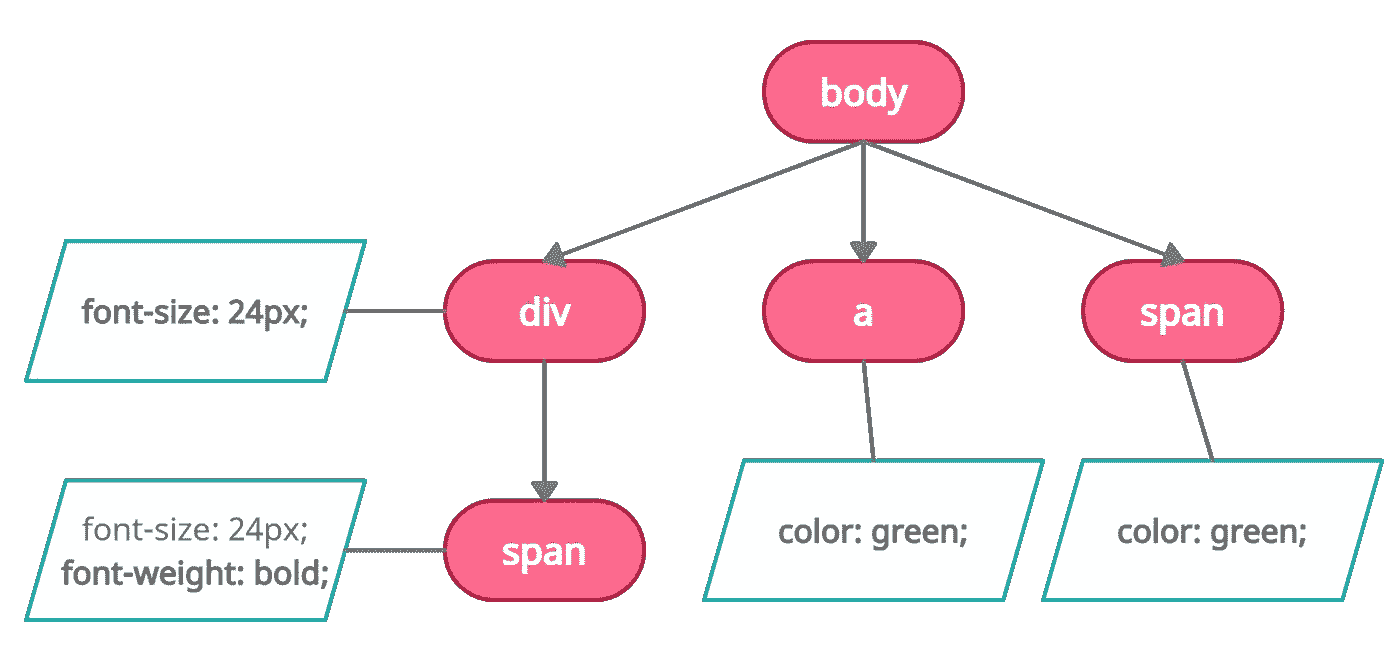 body
font-size: 24px;
div
a
span
font-size: 24px;
font-weight: bold;
span
color: green;
color: green;